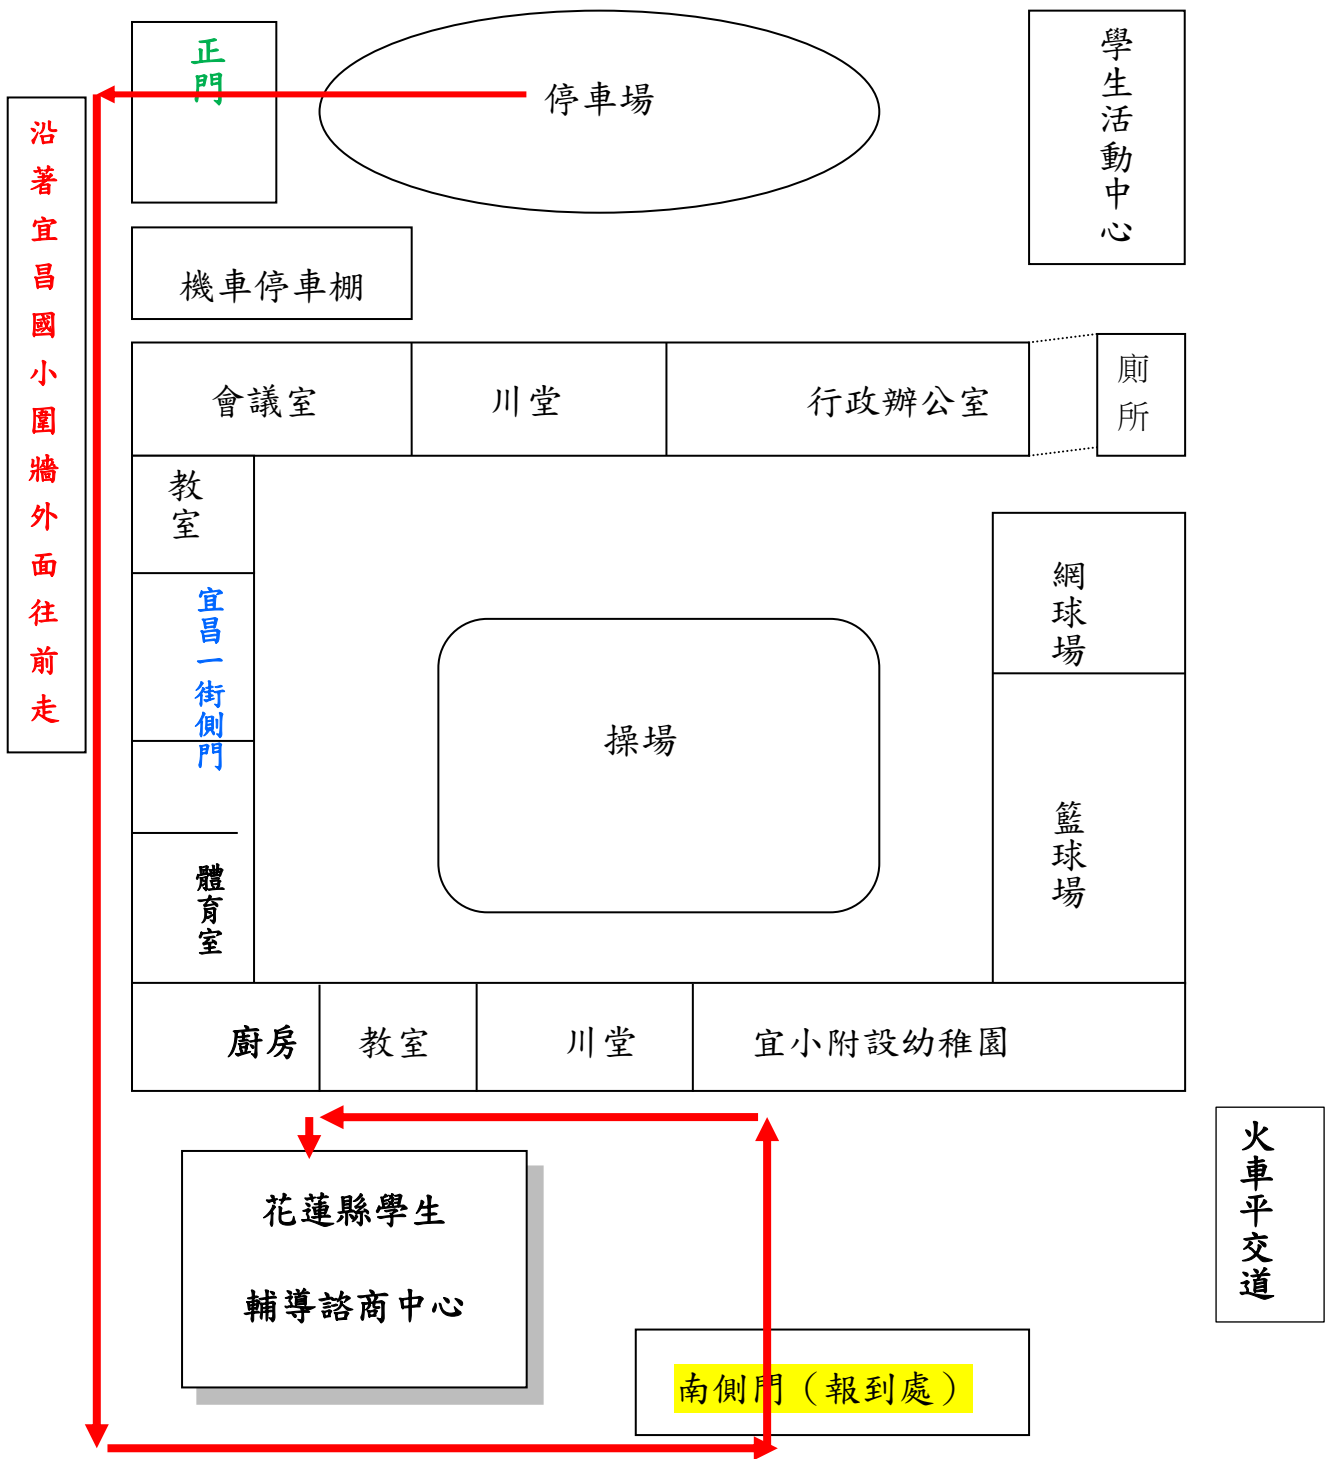 正門
停車場
學生活動中心
沿著宜昌國小圍牆外面往前走
機車停車棚
會議室
川堂
行政辦公室
廁所
教室
宜昌一街側門
網球場
操場
籃球場
體育室
廚房
教室
川堂
宜小附設幼稚園
火車平交道
花蓮縣學生
輔導諮商中心
南側門（報到處）